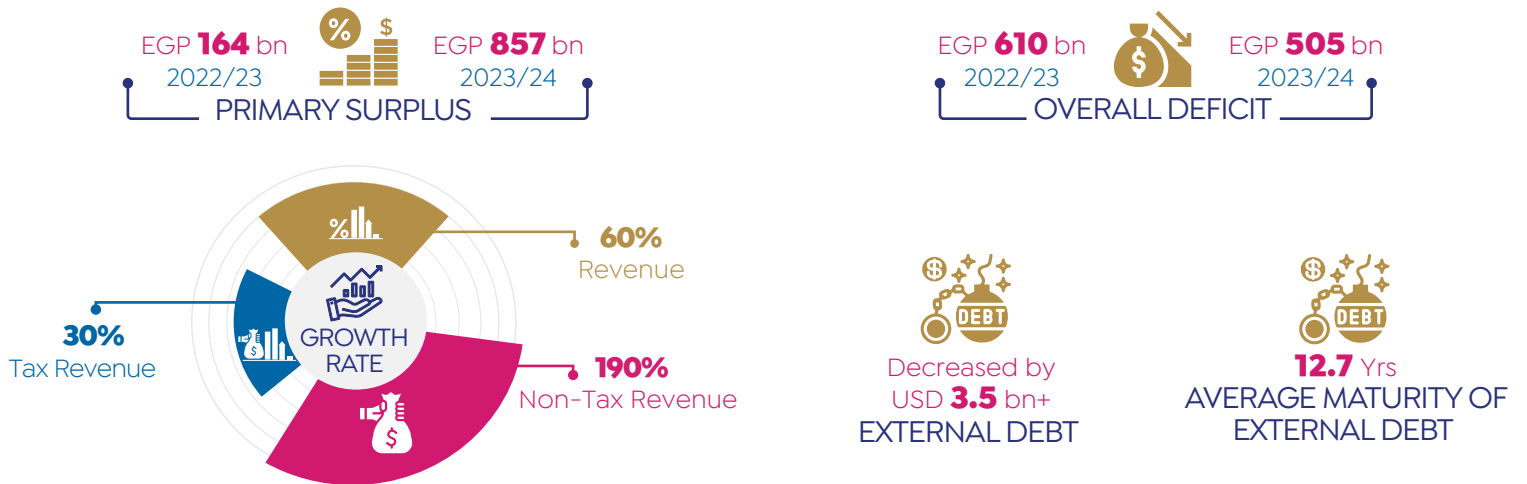 EGP 164 bn
2022/23
%
$
EGP 857 bn
2023/24
PRIMARY SURPLUS
EGP 610 bn
2022/23
$
EGP 505 bn
2023/24
OVERALL DEFICIT
%
60%
Revenue
30%
Tax Revenue
$
GROWTH
RATE
190%
Non-Tax Revenue
$
$
DEBT
Decreased by
USD 3.5 bn+
EXTERNAL DEBT
$
DEBT
12.7 Yrs
AVERAGE MATURITY OF
EXTERNAL DEBT